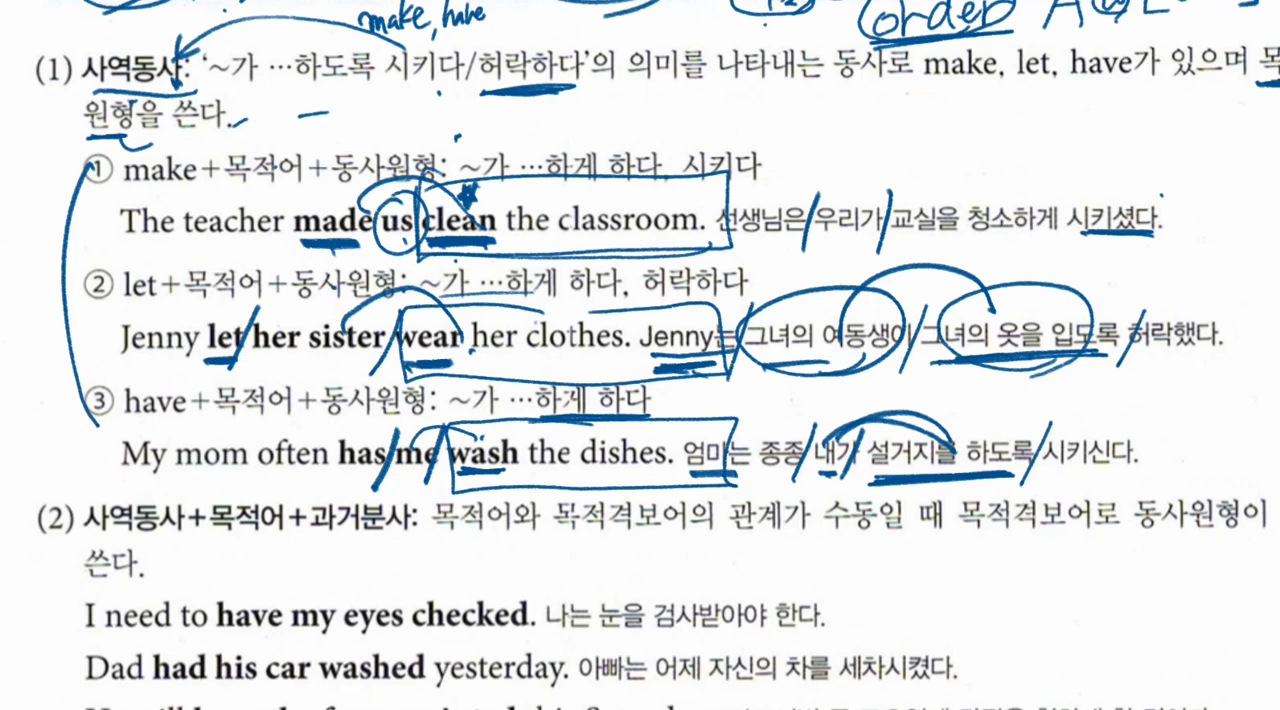 make, have
order
(1) 사역동사: '~가 …하도록 시키다/허락하다'의 의미를 나타내는 동사로 make, let, have가 있으며 목
원형을 쓴다.
① make+목적어+동사원형: ~가 …하게 하다, 시키다
The teacher made us clean the classroom. 선생님은 우리가 교실을 청소하게 시키셨다.
② let+목적어+동사원형: ~가 …하게 하다, 허락하다
Jenny let her sister wear her clothes. Jenny는 그녀의 여동생이 그녀의 옷을 입도록 허락했다.
③ have+목적어+동사원형: ~가 …하게 하다
My mom often has me wash the dishes. 엄마는 종종 내가 설거지를 하도록 시키신다.
(2) 사역동사+목적어+과거분사: 목적어와 목적격보어의 관계가 수동일 때 목적격보어로 동사원형이
쓴다.
I need to have my eyes checked. 나는 눈을 검사받아야 한다.
Dad had his car washed yesterday. 아빠는 어제 자신의 차를 세차시켰다.